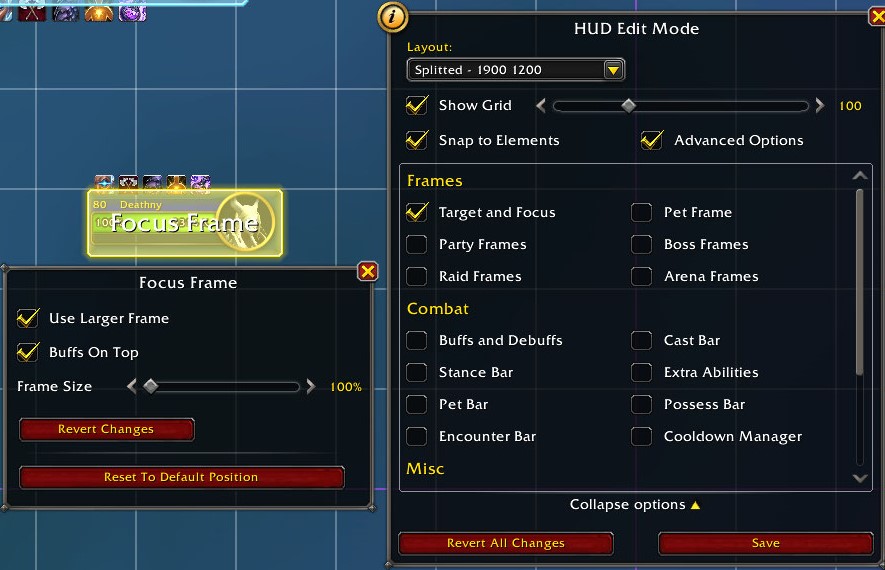 HUD Edit Mode
Layout:
Splitted - 1900 1200
Show Grid
100
Snap to Elements
Advanced Options
Frames
Target and Focus
Pet Frame
Party Frames
Boss Frames
Raid Frames
Arena Frames
Combat
Buffs and Debuffs
Cast Bar
Stance Bar
Extra Abilities
Pet Bar
Possess Bar
Encounter Bar
Cooldown Manager
Misc
Collapse options
Revert All Changes
Save
80 Deathny
Focus Frame
Focus Frame
Use Larger Frame
Buffs On Top
Frame Size
100%
Revert Changes
Reset To Default Position